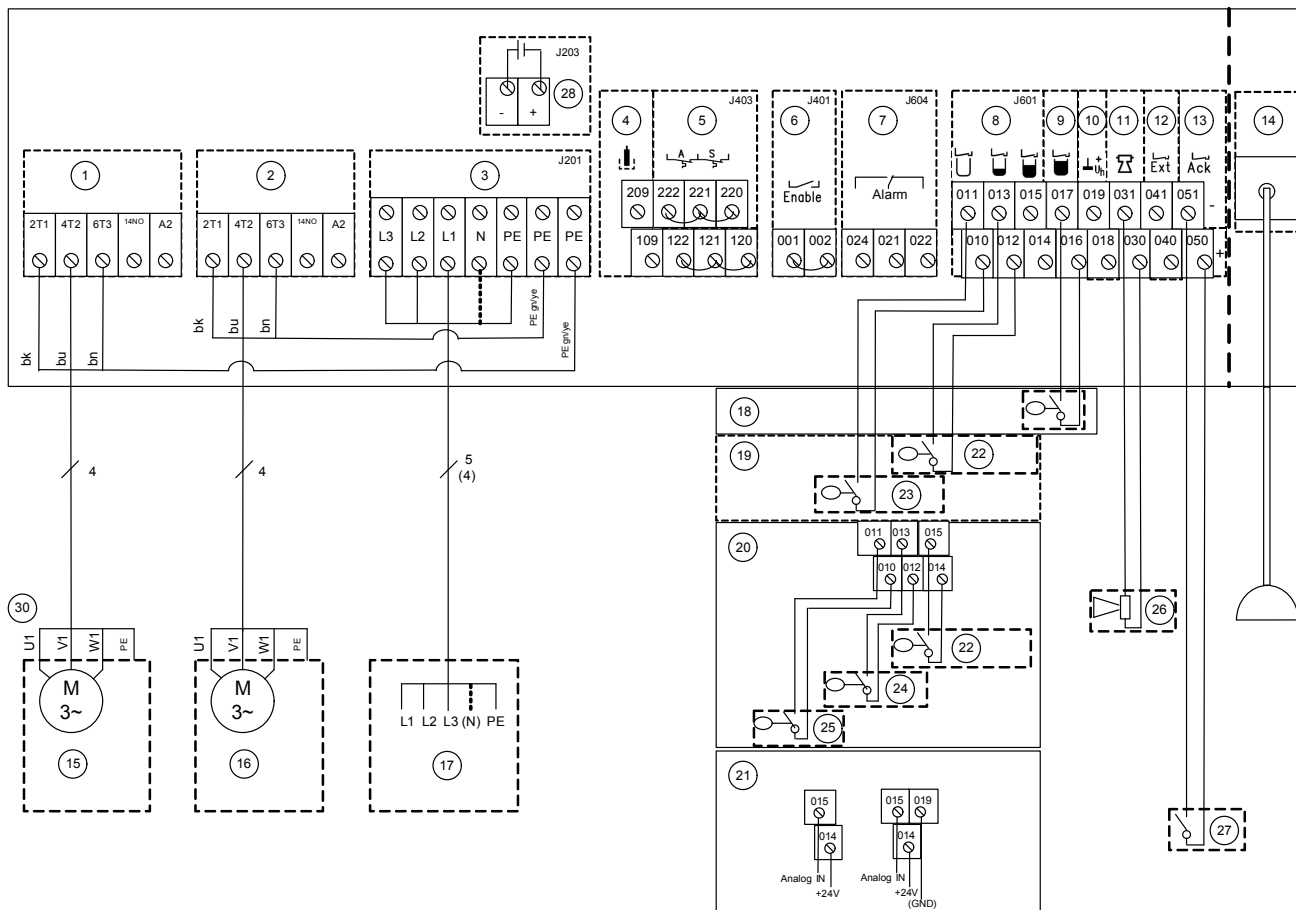 J203
28
- +
J403
J401
J604
J601
1
2
3
J201
4
5
6
7
8
9
10
11
12
13
14
A S
Enable
Alarm
+
Uh
Ext
Ack
2T1 4T2 6T3 14NO A2
2T1 4T2 6T3 14NO A2
L3 L2 L1 N PE PE PE
209 222 221 220
109 122 121 120
001 002
024 021 022
011 013 015 017 019 031 041 051 -
010 012 014 016 018 030 040 050 +
bk bu bn
bk bu bn
PE gn/ye
PE gn/ye
18
19
22
23
4
4
5
(4)
20
011 013 015
010 012 014
22
24
25
26
30
U1 V1 W1 PE
U1 V1 W1 PE
M
3~
M
3~
L1 L2 L3 (N) PE
15
16
17
21
015
014
Analog IN
+24V
015 019
014
Analog IN
+24V
(GND)
27